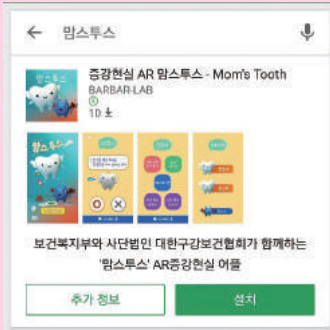 맘스투스
증강현실 AR 맘스투스 - Mom's Tooth
BARBAR-LAB
10
맘스투스
O X
보건복지부와 사단법인 대한구강보건협회가 함께하는
'맘스투스' AR증강현실 어플
추가 정보
설치